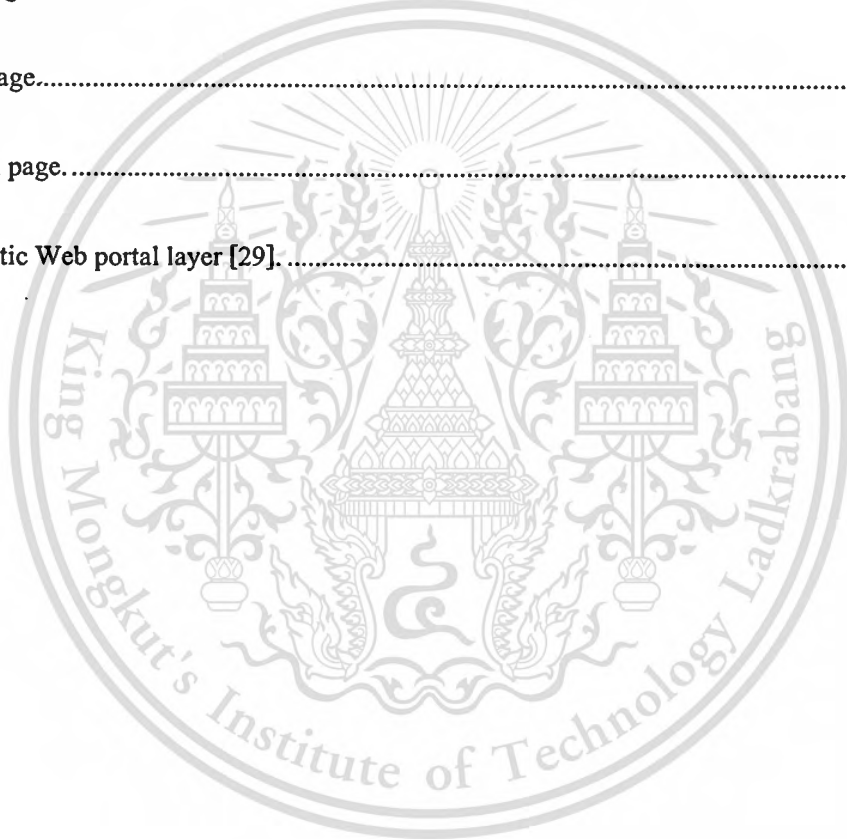 age.
page.
tic Web portal layer [29].
King Mongkut's Institute of Technology Ladkrabang